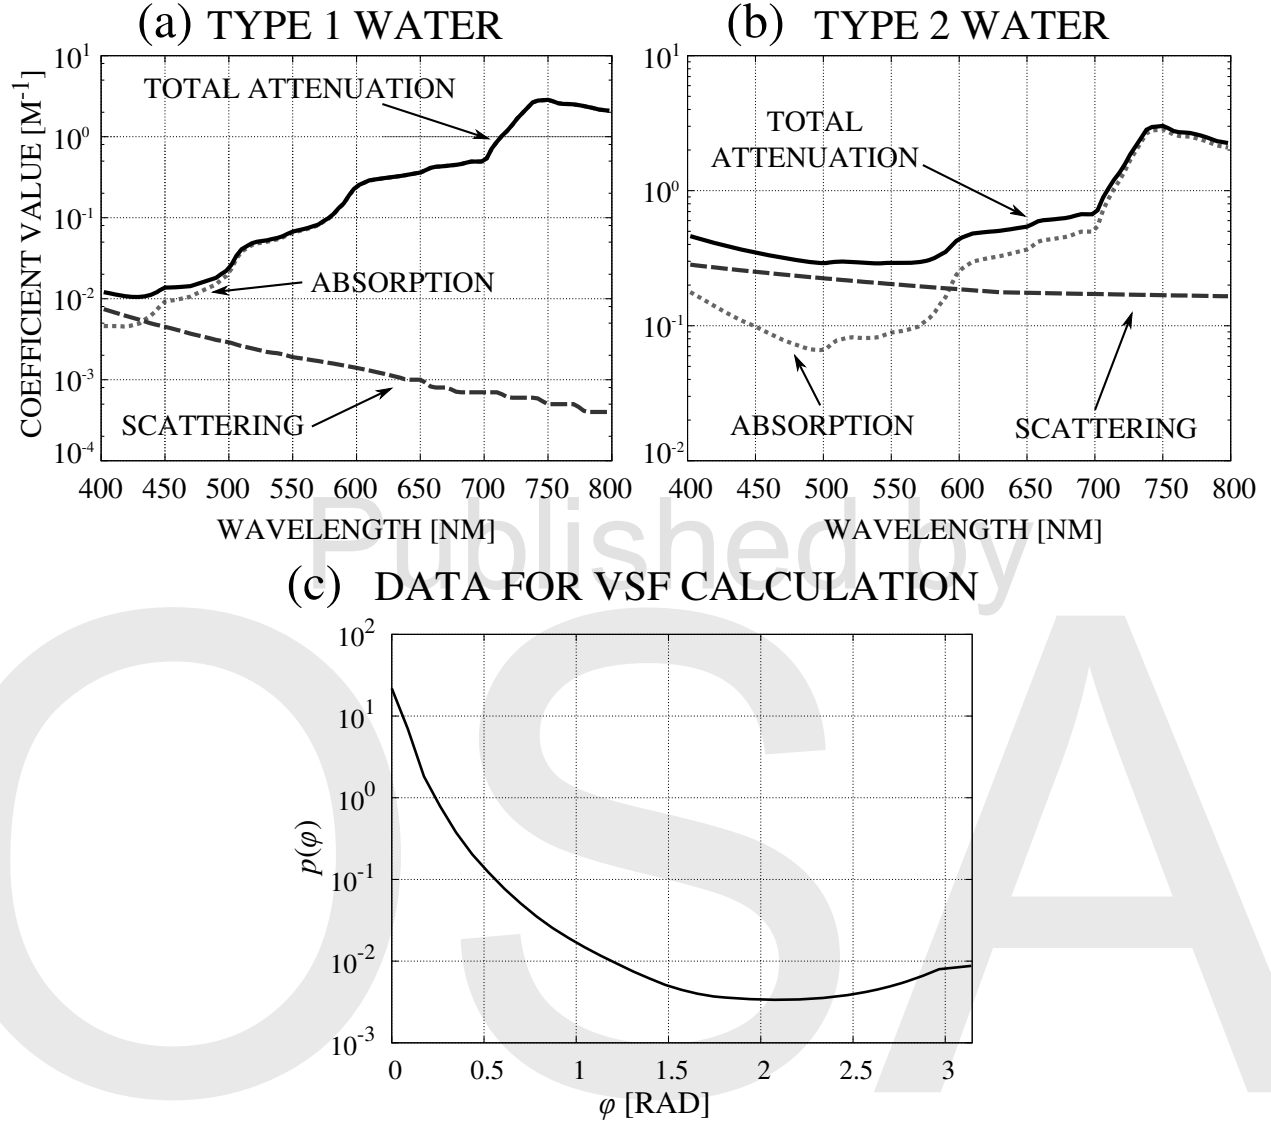 (a) TYPE 1 WATER
(b) TYPE 2 WATER
COEFFICIENT VALUE [M-1]
10^1
10^0
10^-1
10^-2
10^-3
10^-4
TOTAL ATTENUATION
ABSORPTION
SCATTERING
400 450 500 550 600 650 700 750 800
WAVELENGTH [NM]
10^1
10^0
10^-1
10^-2
TOTAL
ATTENUATION
ABSORPTION
SCATTERING
400 450 500 550 600 650 700 750 800
WAVELENGTH [NM]
Published by
OSA
(c) DATA FOR VSF CALCULATION
p(φ)
10^2
10^1
10^0
10^-1
10^-2
10^-3
0 0.5 1 1.5 2 2.5 3
φ [RAD]